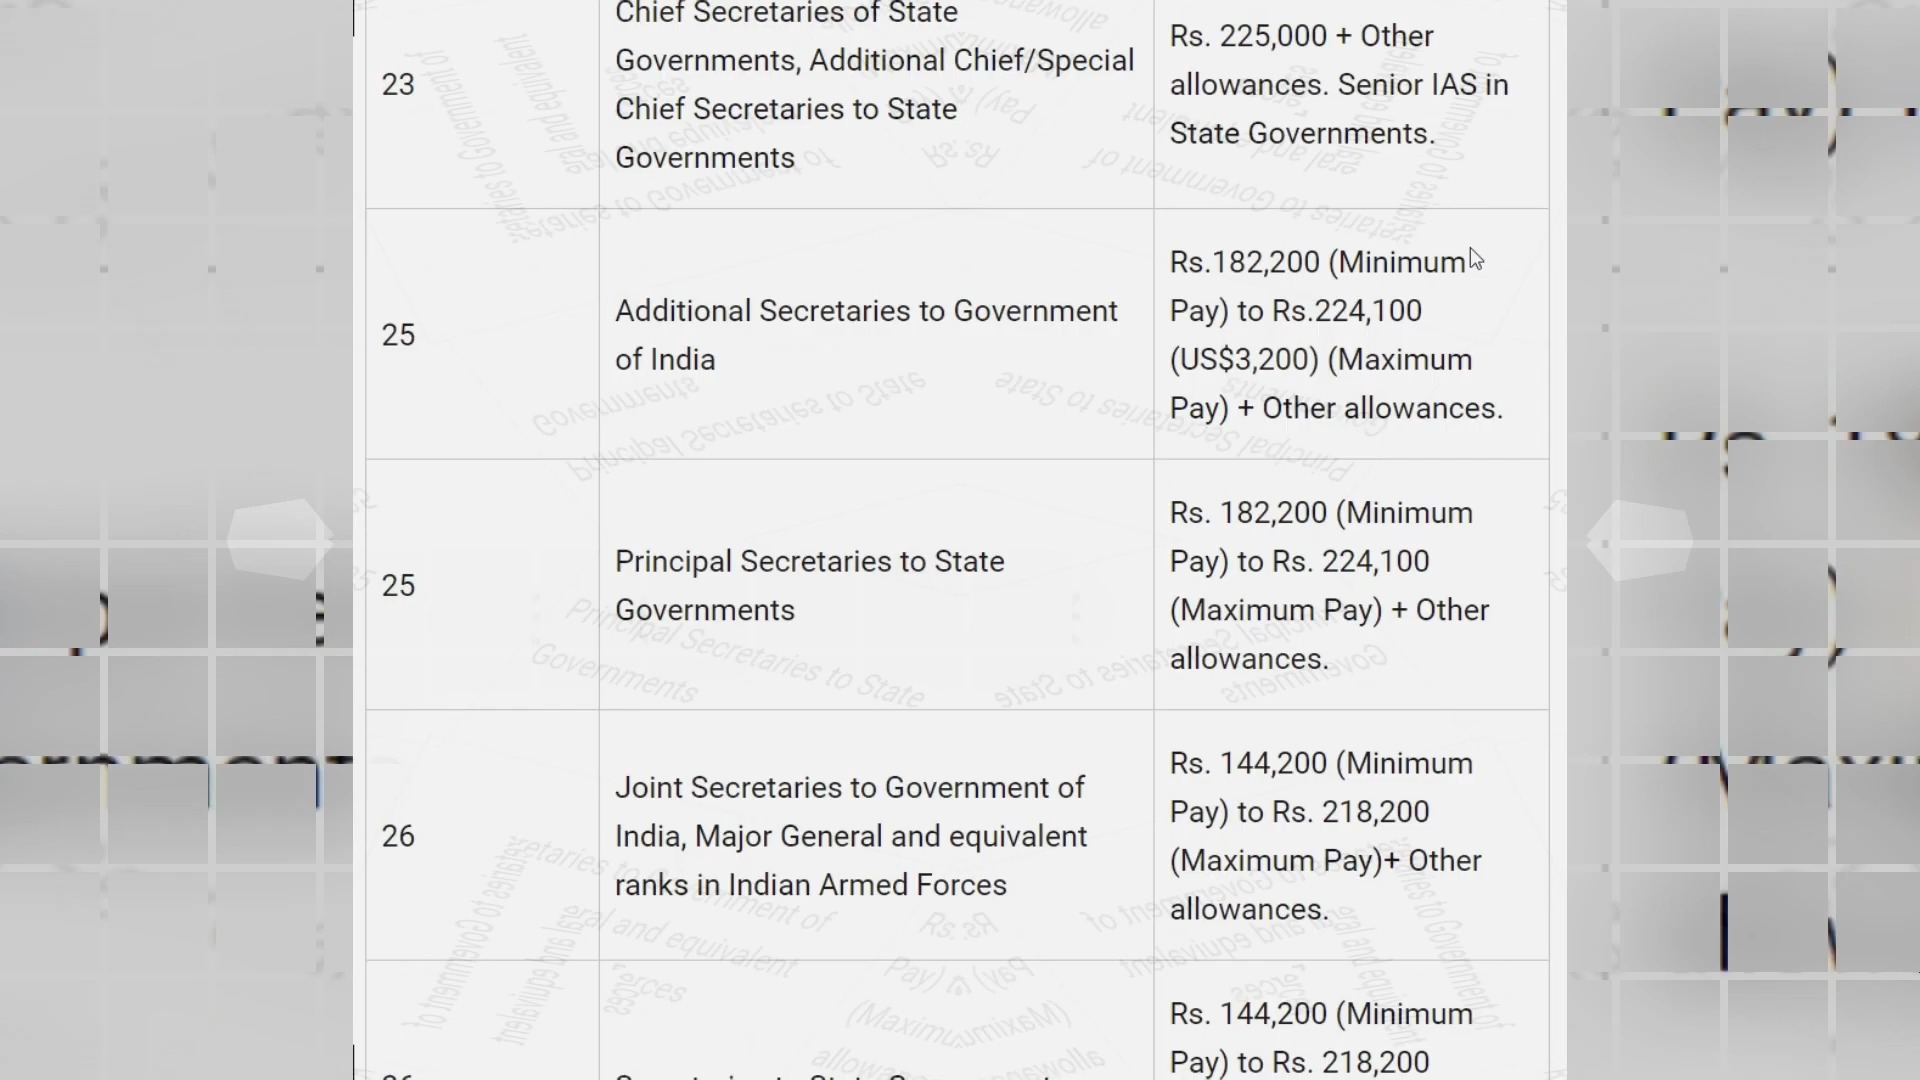 Chief Secretaries of State
Governments, Additional Chief/Special
Chief Secretaries to State
Governments
23
Rs. 225,000 + Other
allowances. Senior IAS in
State Governments.
25
Additional Secretaries to Government
of India
Rs.182,200 (Minimum
Pay) to Rs.224,100
(US$3,200) (Maximum
Pay) + Other allowances.
25
Principal Secretaries to State
Governments
Rs. 182,200 (Minimum
Pay) to Rs. 224,100
(Maximum Pay) + Other
allowances.
26
Joint Secretaries to Government of
India, Major General and equivalent
ranks in Indian Armed Forces
Rs. 144,200 (Minimum
Pay) to Rs. 218,200
(Maximum Pay)+ Other
allowances.
Rs. 144,200 (Minimum
Pay) to Rs. 218,200